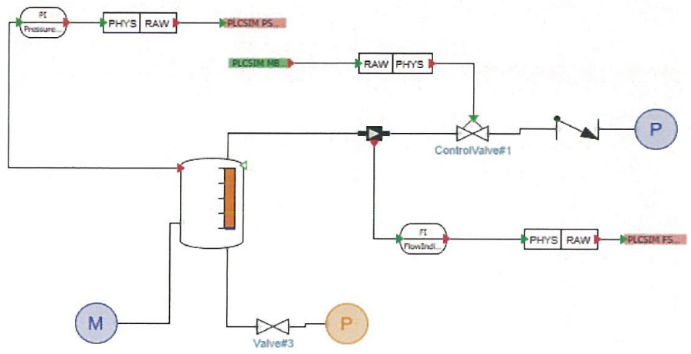 PI
Pressure...
PHYS RAW
PLCSIM PS...
PLCSIM MB...
RAW PHYS
P
ControlValve#1
FI
FlowIndi...
PHYS RAW
PLCSIM FS...
M
P
Valve#3